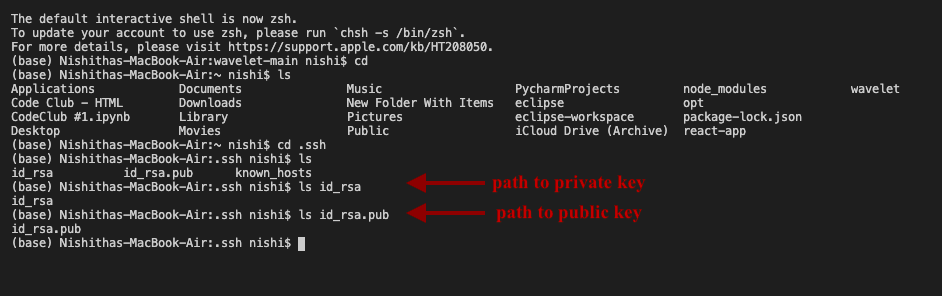 The default interactive shell is now zsh.
To update your account to use zsh, please run `chsh -s /bin/zsh`.
For more details, please visit https://support.apple.com/kb/HT208050.
(base) Nishithas-MacBook-Air:wavelet-main nishi$ cd
(base) Nishithas-MacBook-Air:~ nishi$ ls
Applications Documents Music PycharmProjects node_modules wavelet
Code Club - HTML Downloads New Folder With Items eclipse opt
CodeClub #1.ipynb Library Pictures eclipse-workspace package-lock.json
Desktop Movies Public iCloud Drive (Archive) react-app
(base) Nishithas-MacBook-Air:~ nishi$ cd .ssh
(base) Nishithas-MacBook-Air:.ssh nishi$ ls
id_rsa id_rsa.pub known_hosts
(base) Nishithas-MacBook-Air:.ssh nishi$ ls id_rsa path to private key
id_rsa
(base) Nishithas-MacBook-Air:.ssh nishi$ ls id_rsa.pub path to public key
id_rsa.pub
(base) Nishithas-MacBook-Air:.ssh nishi$